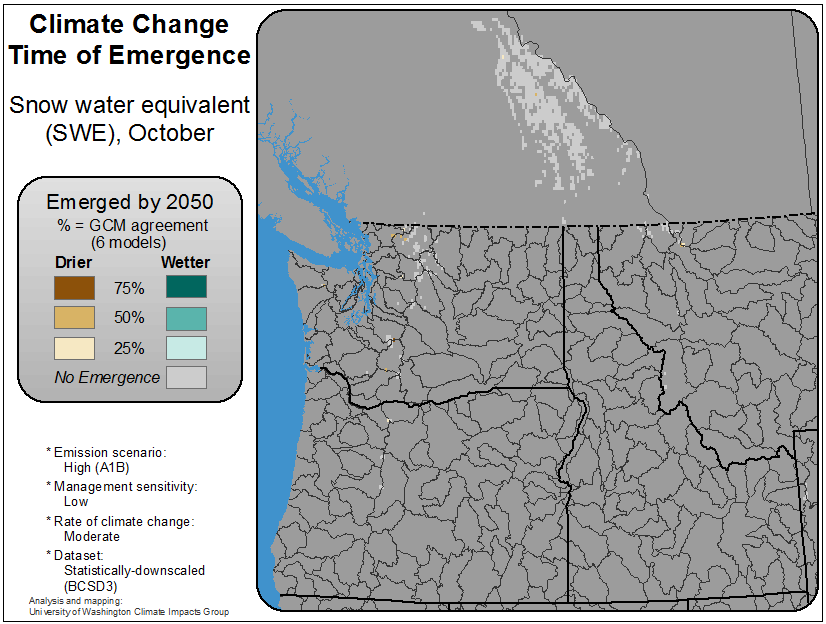 Climate Change
Time of Emergence
Snow water equivalent
(SWE), October
Emerged by 2050
% = GCM agreement
(6 models)
Drier Wetter
75%
50%
25%
No Emergence
* Emission scenario:
High (A1B)
* Management sensitivity:
Low
* Rate of climate change:
Moderate
* Dataset:
Statistically-downscaled
(BCSD3)
Analysis and mapping:
University of Washington Climate Impacts Group